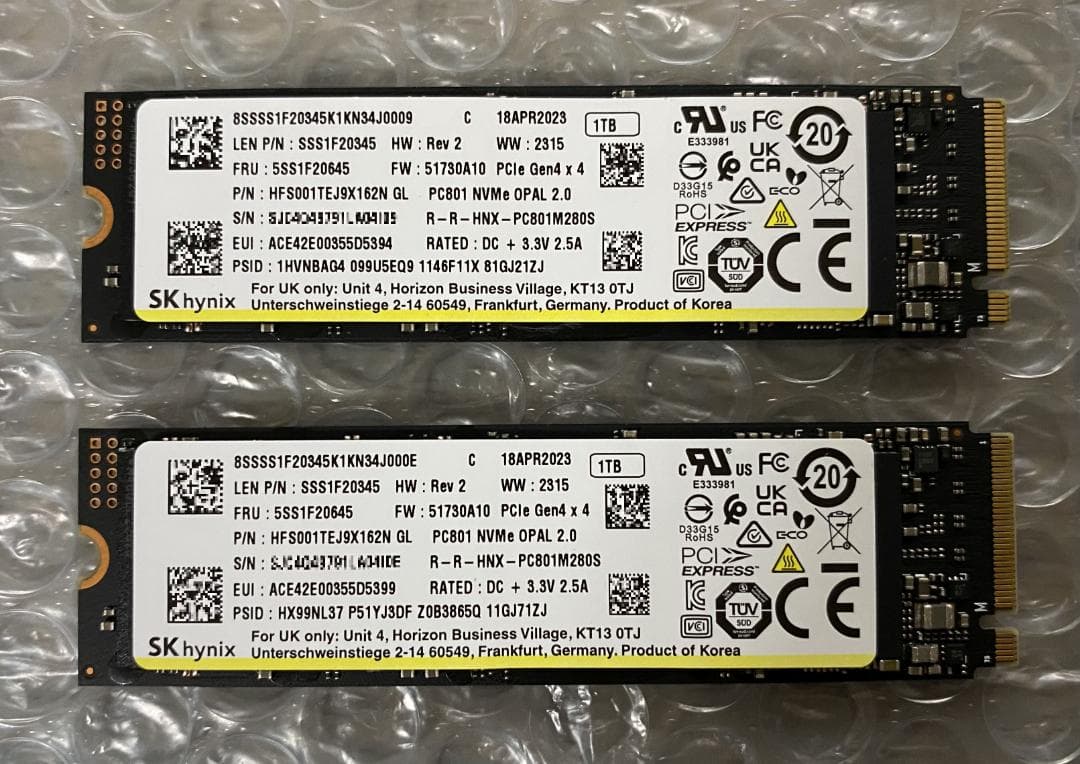 8SSSS1F20345K1KN34J0009 C 18APR2023 1TB
LEN P/N : SSS1F20345 HW : Rev 2 WW : 2315
FRU : 5SS1F20645 FW : 51730A10 PCIe Gen4 x 4
P/N : HFS001TEJ9X162N GL PC801 NVMe OPAL 2.0
S/N : R-R-HNX-PC801M280S
EUI : ACE42E00355D5394 RATED : DC + 3.3V 2.5A
PSID : 1HVNBAG4 099U5EQ9 1146F11X 81GJ21ZJ
For UK only: Unit 4, Horizon Business Village, KT13 0TJ
SK hynix Unterschweinstiege 2-14 60549, Frankfurt, Germany. Product of Korea
c RU US FC 20
E333981
UK
CA
D33G15
RoHS
ECO
PCI
EXPRESS
VCI
TÜV
SÜD
CE
M
8SSSS1F20345K1KN34J000E C 18APR2023 1TB
LEN P/N : SSS1F20345 HW : Rev 2 WW : 2315
FRU : 5SS1F20645 FW : 51730A10 PCIe Gen4 x 4
P/N : HFS001TEJ9X162N GL PC801 NVMe OPAL 2.0
S/N : R-R-HNX-PC801M280S
EUI : ACE42E00355D5399 RATED : DC + 3.3V 2.5A
PSID : HX99NL37 P51YJ3DF Z0B3865Q 11GJ71ZJ
For UK only: Unit 4, Horizon Business Village, KT13 0TJ
SK hynix Unterschweinstiege 2-14 60549, Frankfurt, Germany. Product of Korea
c RU US FC 20
E333981
UK
CA
D33G15
RoHS
ECO
PCI
EXPRESS
VCI
TÜV
SÜD
CE
M